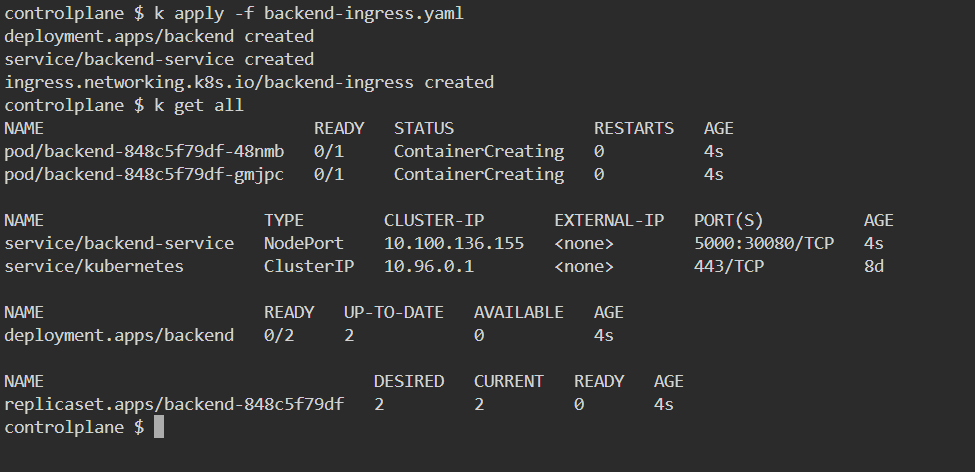 controlplane $ k apply -f backend-ingress.yaml
deployment.apps/backend created
service/backend-service created
ingress.networking.k8s.io/backend-ingress created
controlplane $ k get all
NAME                           READY   STATUS              RESTARTS   AGE
pod/backend-848c5f79df-48nmb   0/1     ContainerCreating   0          4s
pod/backend-848c5f79df-gmjpc   0/1     ContainerCreating   0          4s

NAME                      TYPE        CLUSTER-IP       EXTERNAL-IP   PORT(S)          AGE
service/backend-service   NodePort    10.100.136.155   <none>        5000:30080/TCP   4s
service/kubernetes        ClusterIP   10.96.0.1        <none>        443/TCP          8d

NAME                      READY   UP-TO-DATE   AVAILABLE   AGE
deployment.apps/backend   0/2     2            0           4s

NAME                                 DESIRED   CURRENT   READY   AGE
replicaset.apps/backend-848c5f79df   2         2         0       4s
controlplane $